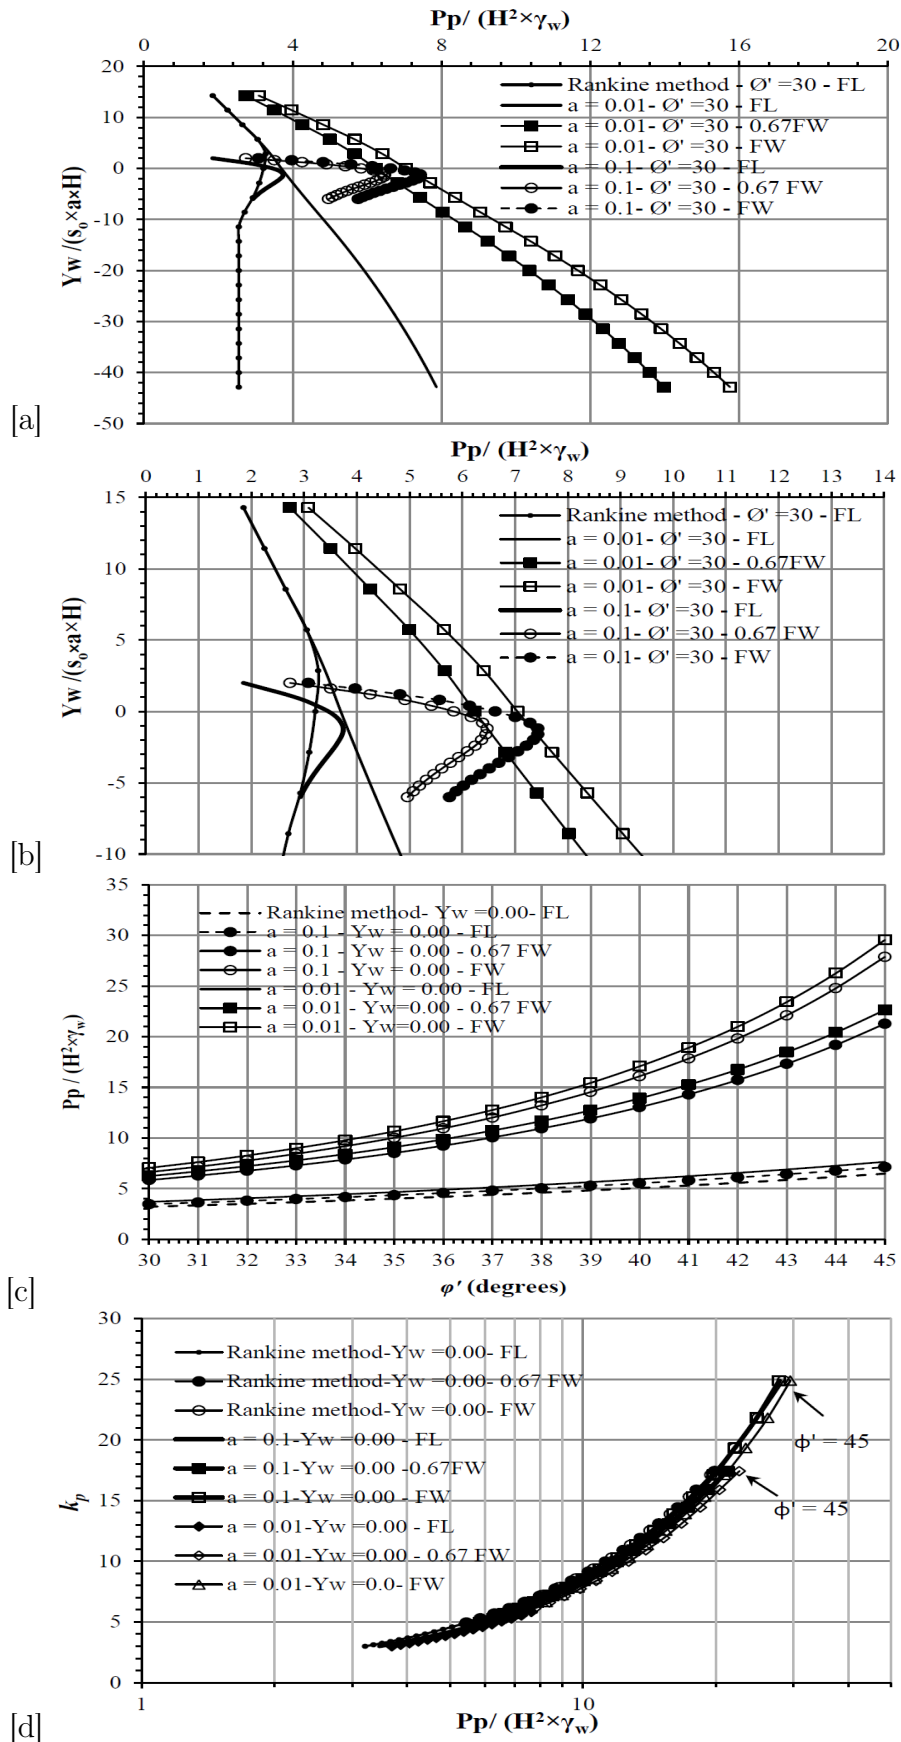 Pp/ (H²×γw)
0 4 8 12 16 20
20
10
0
-10
-20
-30
-40
-50
Yw /(s₀×a×H)
Rankine method - Ø' =30 - FL
a = 0.01- Ø' =30 - FL
a = 0.01- Ø' =30 - 0.67FW
a = 0.01- Ø' =30 - FW
a = 0.1- Ø' =30 - FL
a = 0.1- Ø' =30 - 0.67 FW
a = 0.1- Ø' =30 - FW
[a]
Pp/ (H²×γw)
0 1 2 3 4 5 6 7 8 9 10 11 12 13 14
15
10
5
0
-5
-10
Yw /(s₀×a×H)
Rankine method - Ø' =30 - FL
a = 0.01- Ø' =30 - FL
a = 0.01- Ø' =30 - 0.67FW
a = 0.01- Ø' =30 - FW
a = 0.1- Ø' =30 - FL
a = 0.1- Ø' =30 - 0.67 FW
a = 0.1- Ø' =30 - FW
[b]
35
30
25
20
15
10
5
0
Pp / (H²×γw)
Rankine method- Yw =0.00- FL
a = 0.1 - Yw = 0.00 - FL
a = 0.1 - Yw = 0.00 - 0.67 FW
a = 0.1 - Yw = 0.00 - FW
a = 0.01 - Yw = 0.00 - FL
a = 0.01 - Yw=0.00 - 0.67 FW
a = 0.01 - Yw=0.00 - FW
30 31 32 33 34 35 36 37 38 39 40 41 42 43 44 45
φ' (degrees)
[c]
30
25
20
15
10
5
0
kp
Rankine method-Yw =0.00- FL
Rankine method-Yw =0.00- 0.67 FW
Rankine method-Yw =0.00- FW
a = 0.1-Yw =0.00 - FL
a = 0.1-Yw =0.00 -0.67FW
a = 0.1-Yw =0.00 - FW
a = 0.01-Yw =0.00 - FL
a = 0.01-Yw =0.00 - 0.67 FW
a = 0.01-Yw =0.0- FW
ϕ' = 45
ϕ' = 45
1 10
Pp/ (H²×γw)
[d]